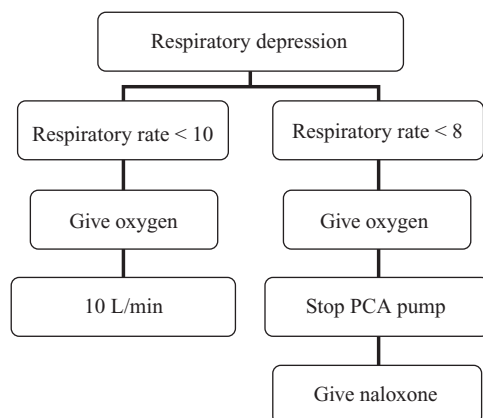 Respiratory depression
Respiratory rate < 10
Respiratory rate < 8
Give oxygen
Give oxygen
10 L/min
Stop PCA pump
Give naloxone